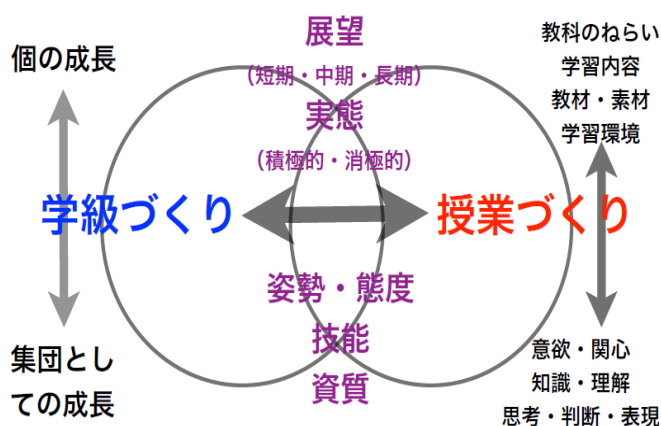 展望
(短期・中期・長期)
実態
(積極的・消極的)
個の成長
学級づくり
集団とし
ての成長
姿勢・態度
技能
資質
教科のねらい
学習内容
教材・素材
学習環境
授業づくり
意欲・関心
知識・理解
思考・判断・表現